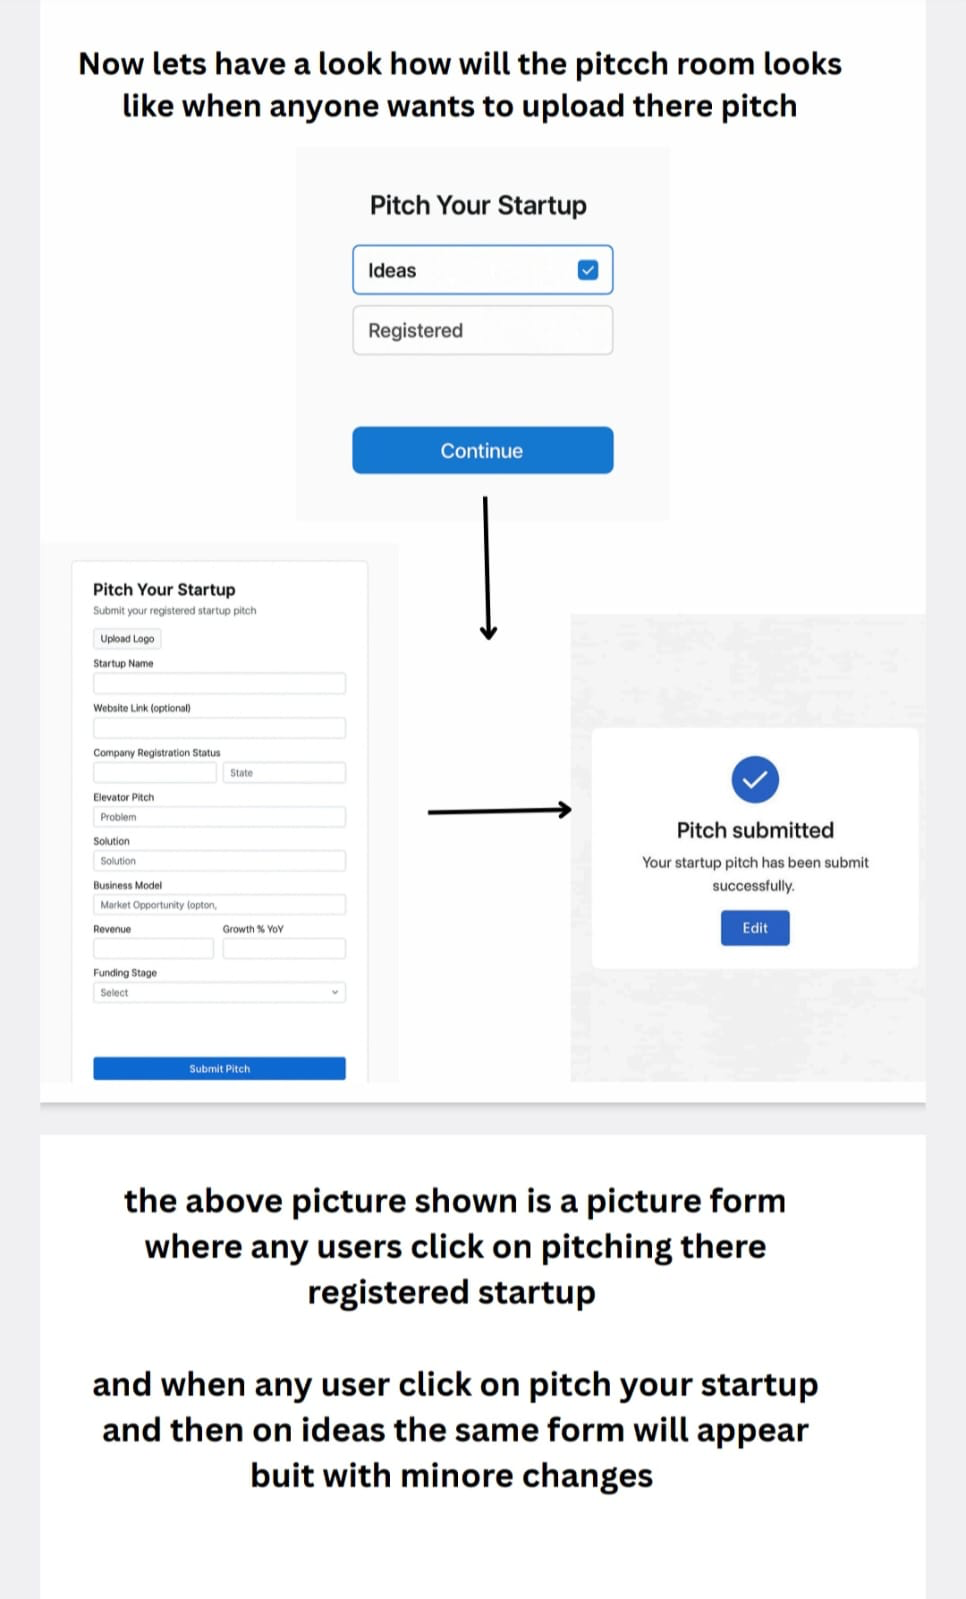 Now lets have a look how will the pitcch room looks
like when anyone wants to upload there pitch
Pitch Your Startup
Ideas
Registered
Continue
Pitch Your Startup
Submit your registered startup pitch
Upload Logo
Startup Name
Website Link (optional)
Company Registration Status
State
Elevator Pitch
Problem
Solution
Solution
Business Model
Market Opportunity (opton,
Revenue Growth % YoY
Funding Stage
Select
Submit Pitch
Pitch submitted
Your startup pitch has been submit
successfully.
Edit
the above picture shown is a picture form
where any users click on pitching there
registered startup
and when any user click on pitch your startup
and then on ideas the same form will appear
buit with minore changes